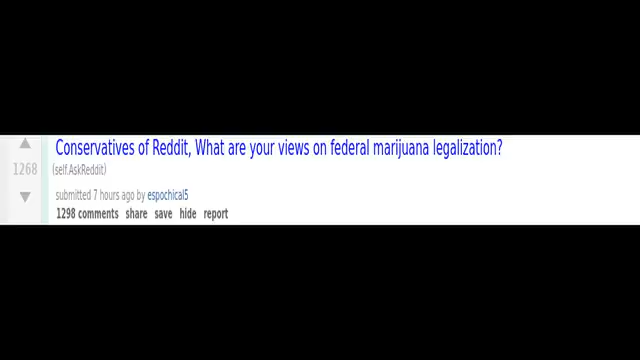 Conservatives of Reddit, What are your views on federal marijuana legalization?
1268
(self.AskReddit)
submitted 7 hours ago by espochical5
1298 comments share save hide report